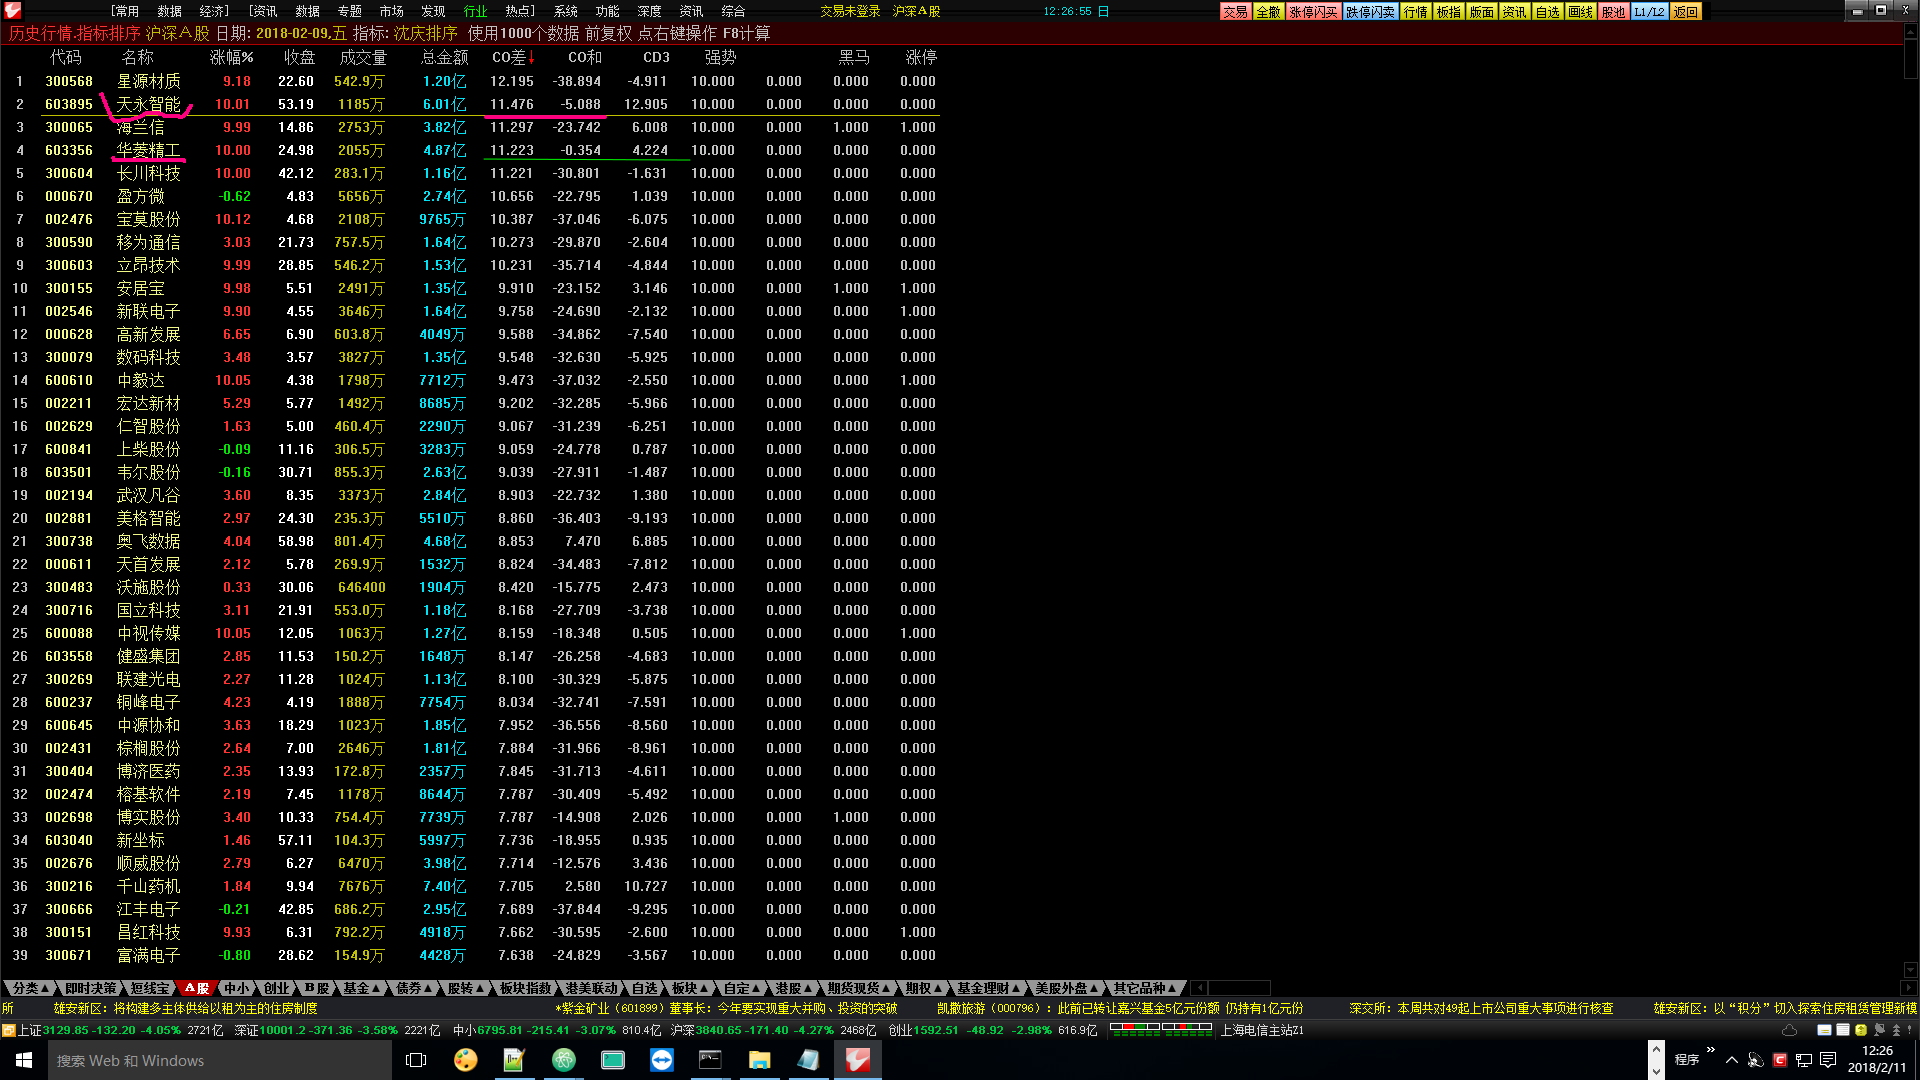 [常用 数据 经济] [资讯 数据 专题 市场 发现 行业 热点] 系统 功能 深度 资讯 综合 交易未登录 沪深A股 12:26:55 日 交易 全撤 涨停闪买 跌停闪卖 行情 板指 版面 资讯 自选 画线 股池 L1/L2 返回
历史行情.指标排序 沪深A股 日期: 2018-02-09,五 指标: 沈庆排序 使用1000个数据 前复权 点右键操作 F8计算
代码 名称 涨幅% 收盘 成交量 总金额 CO差↓ CO和 CD3 强势 黑马 涨停
1 300568 星源材质 9.18 22.60 542.9万 1.20亿 12.195 -38.894 -4.911 10.000 0.000 0.000 0.000
2 603895 天永智能 10.01 53.19 1185万 6.01亿 11.476 -5.088 12.905 10.000 0.000 0.000 0.000
3 300065 海兰信 9.99 14.86 2753万 3.82亿 11.297 -23.742 6.008 10.000 0.000 1.000 1.000
4 603356 华菱精工 10.00 24.98 2055万 4.87亿 11.223 -0.354 4.224 10.000 0.000 0.000 0.000
5 300604 长川科技 10.00 42.12 283.1万 1.16亿 11.221 -30.801 -1.631 10.000 0.000 0.000 0.000
6 000670 盈方微 -0.62 4.83 5656万 2.74亿 10.656 -22.795 1.039 10.000 0.000 0.000 0.000
7 002476 宝莫股份 10.12 4.68 2108万 9765万 10.387 -37.046 -6.075 10.000 0.000 0.000 0.000
8 300590 移为通信 3.03 21.73 757.5万 1.64亿 10.273 -29.870 -2.604 10.000 0.000 0.000 0.000
9 300603 立昂技术 9.99 28.85 546.2万 1.53亿 10.231 -35.714 -4.844 10.000 0.000 0.000 0.000
10 300155 安居宝 9.98 5.51 2491万 1.35亿 9.910 -23.152 3.146 10.000 0.000 1.000 1.000
11 002546 新联电子 9.90 4.55 3646万 1.64亿 9.758 -24.690 -2.132 10.000 0.000 0.000 1.000
12 000628 高新发展 6.65 6.90 603.8万 4049万 9.588 -34.862 -7.540 10.000 0.000 0.000 0.000
13 300079 数码科技 3.48 3.57 3827万 1.35亿 9.548 -32.630 -5.925 10.000 0.000 0.000 0.000
14 600610 中毅达 10.05 4.38 1798万 7712万 9.473 -37.032 -2.550 10.000 0.000 0.000 1.000
15 002211 宏达新材 5.29 5.77 1492万 8685万 9.202 -32.285 -5.966 10.000 0.000 0.000 0.000
16 002629 仁智股份 1.63 5.00 460.4万 2290万 9.067 -31.239 -6.251 10.000 0.000 0.000 0.000
17 600841 上柴股份 -0.09 11.16 306.5万 3283万 9.059 -24.778 0.787 10.000 0.000 0.000 0.000
18 603501 韦尔股份 -0.16 30.71 855.3万 2.63亿 9.039 -27.911 -1.487 10.000 0.000 0.000 0.000
19 002194 武汉凡谷 3.60 8.35 3373万 2.84亿 8.903 -22.732 1.380 10.000 0.000 0.000 0.000
20 002881 美格智能 2.97 24.30 235.3万 5510万 8.860 -36.403 -9.193 10.000 0.000 0.000 0.000
21 300738 奥飞数据 4.04 58.98 801.4万 4.68亿 8.853 7.470 6.885 10.000 0.000 0.000 0.000
22 000611 天首发展 2.12 5.78 269.9万 1532万 8.824 -34.483 -7.812 10.000 0.000 0.000 0.000
23 300483 沃施股份 0.33 30.06 646400 1904万 8.420 -15.775 2.473 10.000 0.000 0.000 0.000
24 300716 国立科技 3.11 21.91 553.0万 1.18亿 8.168 -27.709 -3.738 10.000 0.000 0.000 0.000
25 600088 中视传媒 10.05 12.05 1063万 1.27亿 8.159 -18.348 0.505 10.000 0.000 0.000 1.000
26 603558 健盛集团 2.85 11.53 150.2万 1648万 8.147 -26.258 -4.683 10.000 0.000 0.000 0.000
27 300269 联建光电 2.27 11.28 1024万 1.13亿 8.100 -30.329 -5.875 10.000 0.000 0.000 0.000
28 600237 铜峰电子 4.23 4.19 1888万 7754万 8.034 -32.741 -7.591 10.000 0.000 0.000 0.000
29 600645 中源协和 3.63 18.29 1023万 1.85亿 7.952 -36.556 -8.560 10.000 0.000 0.000 0.000
30 002431 棕榈股份 2.64 7.00 2646万 1.81亿 7.884 -31.966 -8.961 10.000 0.000 0.000 0.000
31 300404 博济医药 2.35 13.93 172.8万 2357万 7.845 -31.713 -4.611 10.000 0.000 0.000 0.000
32 002474 榕基软件 2.19 7.45 1178万 8644万 7.787 -30.409 -5.492 10.000 0.000 0.000 0.000
33 002698 博实股份 3.40 10.33 754.4万 7739万 7.787 -14.908 2.026 10.000 0.000 1.000 0.000
34 603040 新坐标 1.46 57.11 104.3万 5997万 7.736 -18.955 0.935 10.000 0.000 0.000 0.000
35 002676 顺威股份 2.79 6.27 6470万 3.98亿 7.714 -12.576 3.436 10.000 0.000 0.000 0.000
36 300216 千山药机 1.84 9.94 7676万 7.40亿 7.705 2.580 10.727 10.000 0.000 0.000 0.000
37 300666 江丰电子 -0.21 42.85 686.2万 2.95亿 7.689 -37.844 -9.295 10.000 0.000 0.000 0.000
38 300151 昌红科技 9.93 6.31 792.2万 4918万 7.662 -30.595 -2.600 10.000 0.000 0.000 1.000
39 300671 富满电子 -0.80 28.62 154.9万 4428万 7.638 -24.829 -3.567 10.000 0.000 0.000 0.000
分类▲ 即时决策 短线宝 A股 中小 创业 B股 基金▲ 债券▲ 股转▲ 板块指数 港美联动 自选 板块▲ 自定▲ 港股▲ 期货现货▲ 期权▲ 基金理财▲ 美股外盘▲ 其它品种▲
所 雄安新区：将构建多主体供给以租为主的住房制度 *紫金矿业（601899）董事长：今年要实现重大并购、投资的突破 凯撒旅游（000796）：此前已转让嘉兴基金5亿元份额 仍持有1亿元份 深交所：本周共对49起上市公司重大事项进行核查 雄安新区：以“积分”切入探索住房租赁管理新模
上证3129.85 -132.20 -4.05% 2721亿 深证10001.2 -371.36 -3.58% 2221亿 中小6795.81 -215.41 -3.07% 810.4亿 沪深3840.65 -171.40 -4.27% 2468亿 创业1592.51 -48.92 -2.98% 616.9亿 上海电信主站Z1
搜索 Web 和 Windows 程序 12:26
2018/2/11